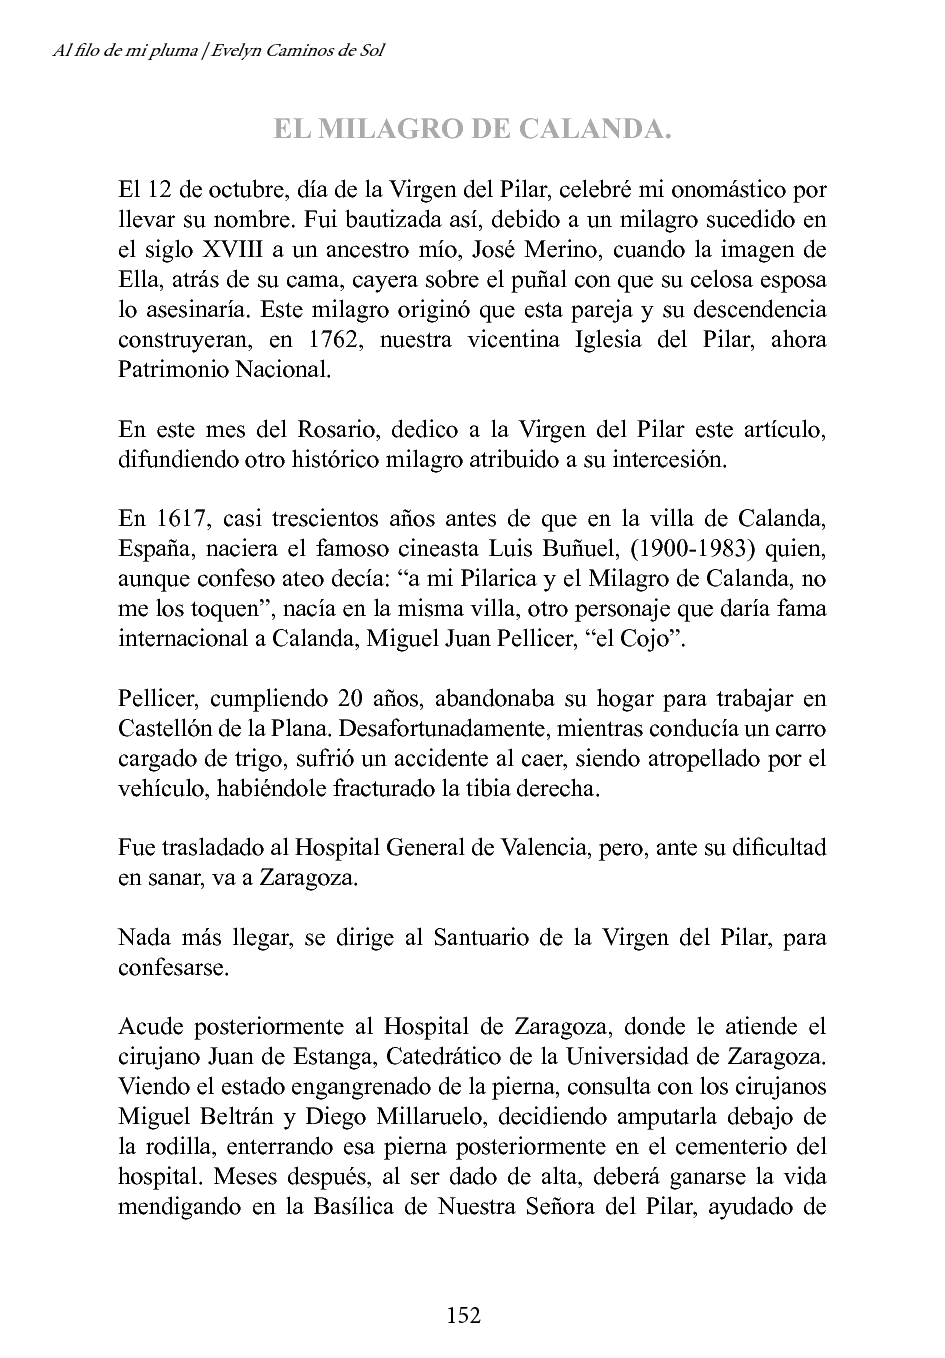 Al filo de mi pluma / Evelyn Caminos de Sol
EL MILAGRO DE CALANDA.
El 12 de octubre, día de la Virgen del Pilar, celebré mi onomástico por
llevar su nombre. Fui bautizada así, debido a un milagro sucedido en
el siglo XVIII a un ancestro mío, José Merino, cuando la imagen de
Ella, atrás de su cama, cayera sobre el puñal con que su celosa esposa
lo asesinaría. Este milagro originó que esta pareja y su descendencia
construyeran, en 1762, nuestra vicentina Iglesia del Pilar, ahora
Patrimonio Nacional.
En este mes del Rosario, dedico a la Virgen del Pilar este artículo,
difundiendo otro histórico milagro atribuido a su intercesión.
En 1617, casi trescientos años antes de que en la villa de Calanda,
España, naciera el famoso cineasta Luis Buñuel, (1900-1983) quien,
aunque confeso ateo decía: “a mi Pilarica y el Milagro de Calanda, no
me los toquen”, nacía en la misma villa, otro personaje que daría fama
internacional a Calanda, Miguel Juan Pellicer, “el Cojo”.
Pellicer, cumpliendo 20 años, abandonaba su hogar para trabajar en
Castellón de la Plana. Desafortunadamente, mientras conducía un carro
cargado de trigo, sufrió un accidente al caer, siendo atropellado por el
vehículo, habiéndole fracturado la tibia derecha.
Fue trasladado al Hospital General de Valencia, pero, ante su dificultad
en sanar, va a Zaragoza.
Nada más llegar, se dirige al Santuario de la Virgen del Pilar, para
confesarse.
Acude posteriormente al Hospital de Zaragoza, donde le atiende el
cirujano Juan de Estanga, Catedrático de la Universidad de Zaragoza.
Viendo el estado engangrenado de la pierna, consulta con los cirujanos
Miguel Beltrán y Diego Millaruelo, decidiendo amputarla debajo de
la rodilla, enterrando esa pierna posteriormente en el cementerio del
hospital. Meses después, al ser dado de alta, deberá ganarse la vida
mendigando en la Basílica de Nuestra Señora del Pilar, ayudado de
152